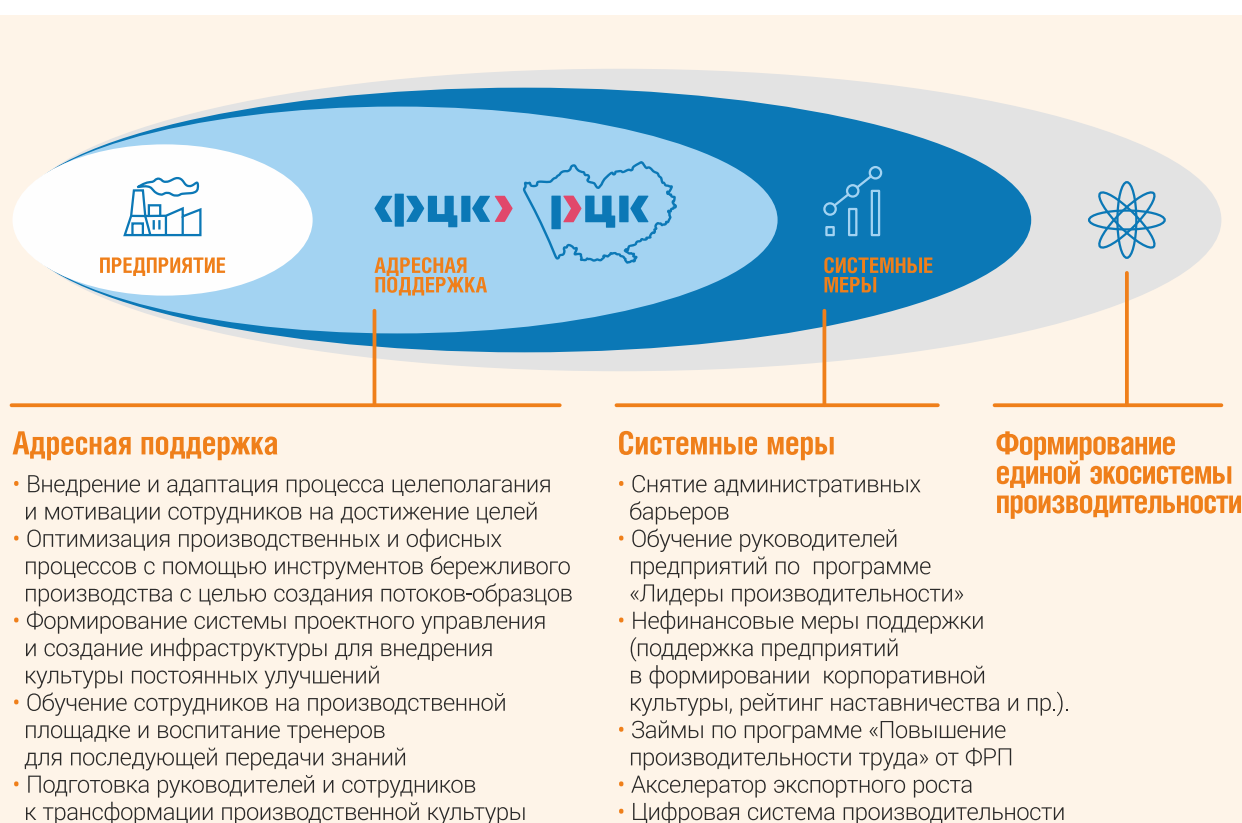 ФЦК РЦК
ПРЕДПРИЯТИЕ
АДРЕСНАЯ
ПОДДЕРЖКА
СИСТЕМНЫЕ
МЕРЫ
Адресная поддержка
• Внедрение и адаптация процесса целеполагания
и мотивации сотрудников на достижение целей
• Оптимизация производственных и офисных
процессов с помощью инструментов бережливого
производства с целью создания потоков-образцов
• Формирование системы проектного управления
и создание инфраструктуры для внедрения
культуры постоянных улучшений
• Обучение сотрудников на производственной
площадке и воспитание тренеров
для последующей передачи знаний
• Подготовка руководителей и сотрудников
к трансформации производственной культуры
Системные меры
• Снятие административных
барьеров
• Обучение руководителей
предприятий по программе
«Лидеры производительности»
• Нефинансовые меры поддержки
(поддержка предприятий
в формировании корпоративной
культуры, рейтинг наставничества и пр.).
• Займы по программе «Повышение
производительности труда» от ФРП
• Акселератор экспортного роста
• Цифровая система производительности
Формирование
единой экосистемы
производительности